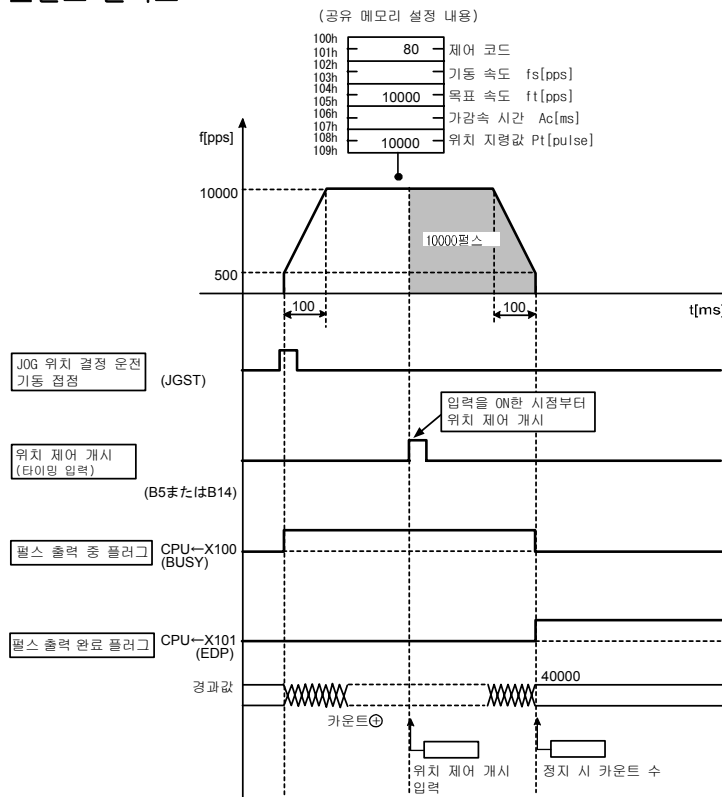 (공유 메모리 설정 내용)
100h
101h
80
제어 코드
102h
103h
기동 속도 fs[pps]
104h
105h
10000
목표 속도 ft[pps]
106h
107h
가감속 시간 Ac[ms]
108h
109h
10000
위치 지령값 Pt[pulse]
f[pps]
10000
10000펄스
500
100
100
t[ms]
JOG 위치 결정 운전
기동 접점
(JGST)
입력을 ON한 시점부터
위치 제어 개시
위치 제어 개시
(타이밍 입력)
(B5またはB14)
펄스 출력 중 플러그
CPU←X100
(BUSY)
펄스 출력 완료 플러그
CPU←X101
(EDP)
경과값
40000
카운트⊕
위치 제어 개시
입력
정지 시 카운트 수